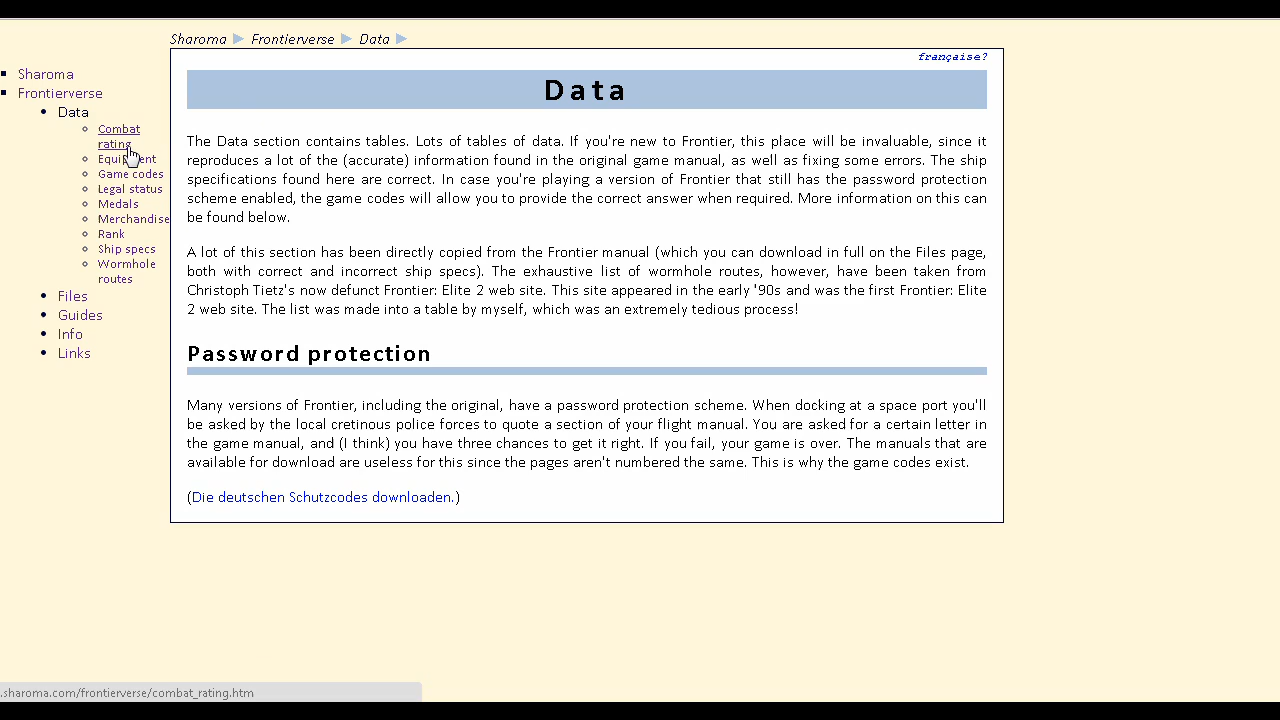 Sharoma ▶ Frontierverse ▶ Data ▶
française?
Sharoma
Frontierverse
Data
Combat
rating
Equipment
Game codes
Legal status
Medals
Merchandise
Rank
Ship specs
Wormhole
routes
Files
Guides
Info
Links
Data
The Data section contains tables. Lots of tables of data. If you're new to Frontier, this place will be invaluable, since it
reproduces a lot of the (accurate) information found in the original game manual, as well as fixing some errors. The ship
specifications found here are correct. In case you're playing a version of Frontier that still has the password protection
scheme enabled, the game codes will allow you to provide the correct answer when required. More information on this can
be found below.
A lot of this section has been directly copied from the Frontier manual (which you can download in full on the Files page,
both with correct and incorrect ship specs). The exhaustive list of wormhole routes, however, have been taken from
Christoph Tietz's now defunct Frontier: Elite 2 web site. This site appeared in the early '90s and was the first Frontier: Elite
2 web site. The list was made into a table by myself, which was an extremely tedious process!
Password protection
Many versions of Frontier, including the original, have a password protection scheme. When docking at a space port you'll
be asked by the local cretinous police forces to quote a section of your flight manual. You are asked for a certain letter in
the game manual, and (I think) you have three chances to get it right. If you fail, your game is over. The manuals that are
available for download are useless for this since the pages aren't numbered the same. This is why the game codes exist.
(Die deutschen Schutzcodes downloaden.)
.sharoma.com/frontierverse/combat_rating.htm